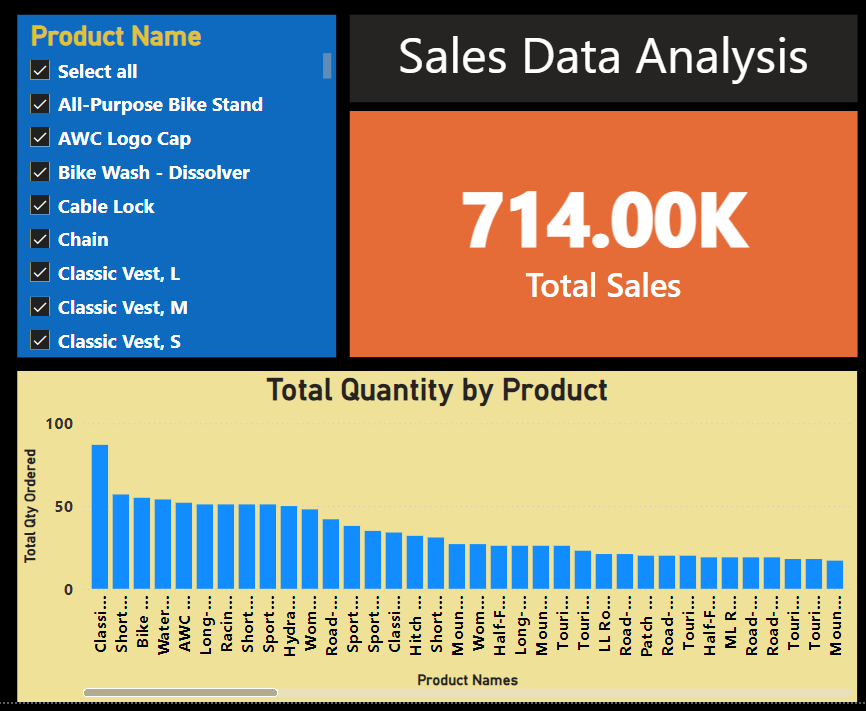 Product Name
Select all
All-Purpose Bike Stand
AWC Logo Cap
Bike Wash - Dissolver
Cable Lock
Chain
Classic Vest, L
Classic Vest, M
Classic Vest, S
Sales Data Analysis
714.00K
Total Sales
Total Quantity by Product
Total Qty Ordered
100
50
0
Classi...
Short...
Bike ...
Water...
AWC ...
Long-...
Racin...
Short...
Sport...
Hydra...
Wom...
Road-...
Sport...
Sport...
Classi...
Hitch ...
Short...
Moun...
Wom...
Half-F...
Long-...
Moun...
Touri...
Touri...
LL Ro...
Road-...
Patch ...
Road-...
Touri...
Half-F...
ML R...
Road-...
Road-...
Touri...
Touri...
Moun...
Product Names